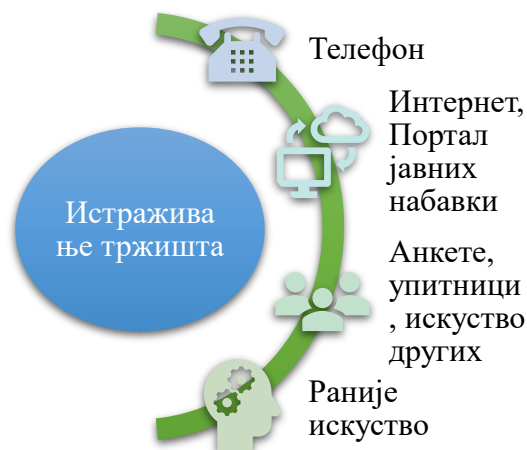 Истражива
ње тржишта
Телефон
Интернет,
Портал
јавних
набавки
Анкете,
упитници
, искуство
других
Раније
искуство